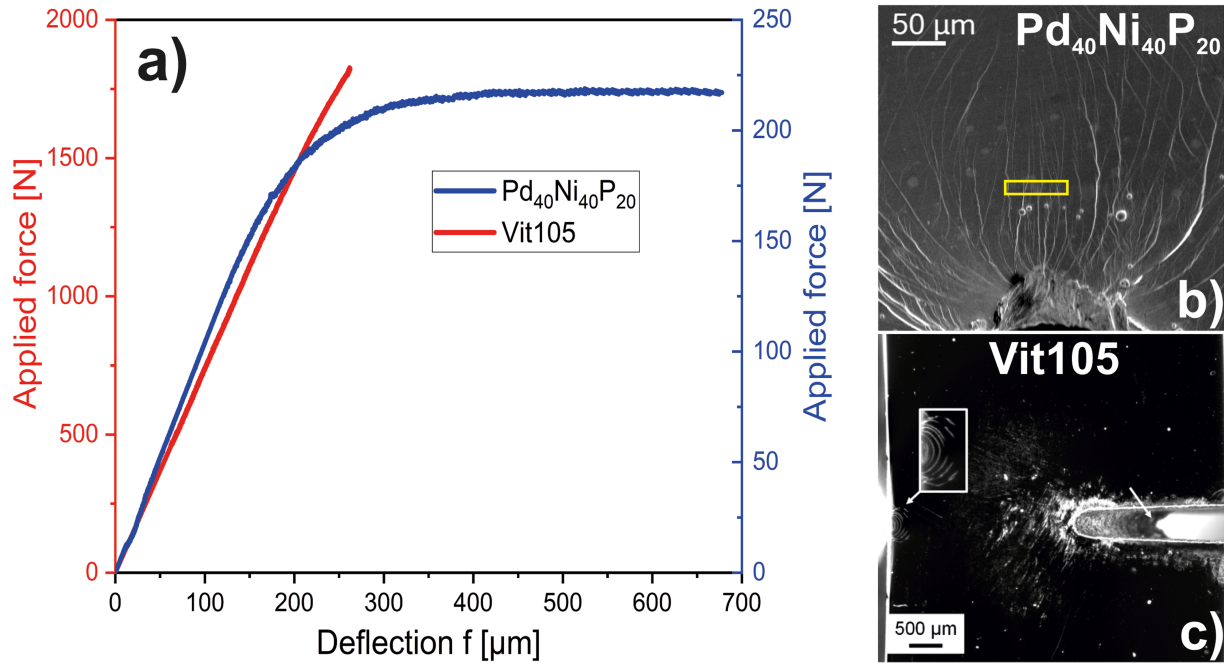 a)
Applied force [N]
2000
1500
1000
500
0
Applied force [N]
250
200
150
100
50
0
Pd₄₀Ni₄₀P₂₀
Vit105
0 100 200 300 400 500 600 700
Deflection f [µm]
50 µm
Pd₄₀Ni₄₀P₂₀
b)
Vit105
500 µm
c)